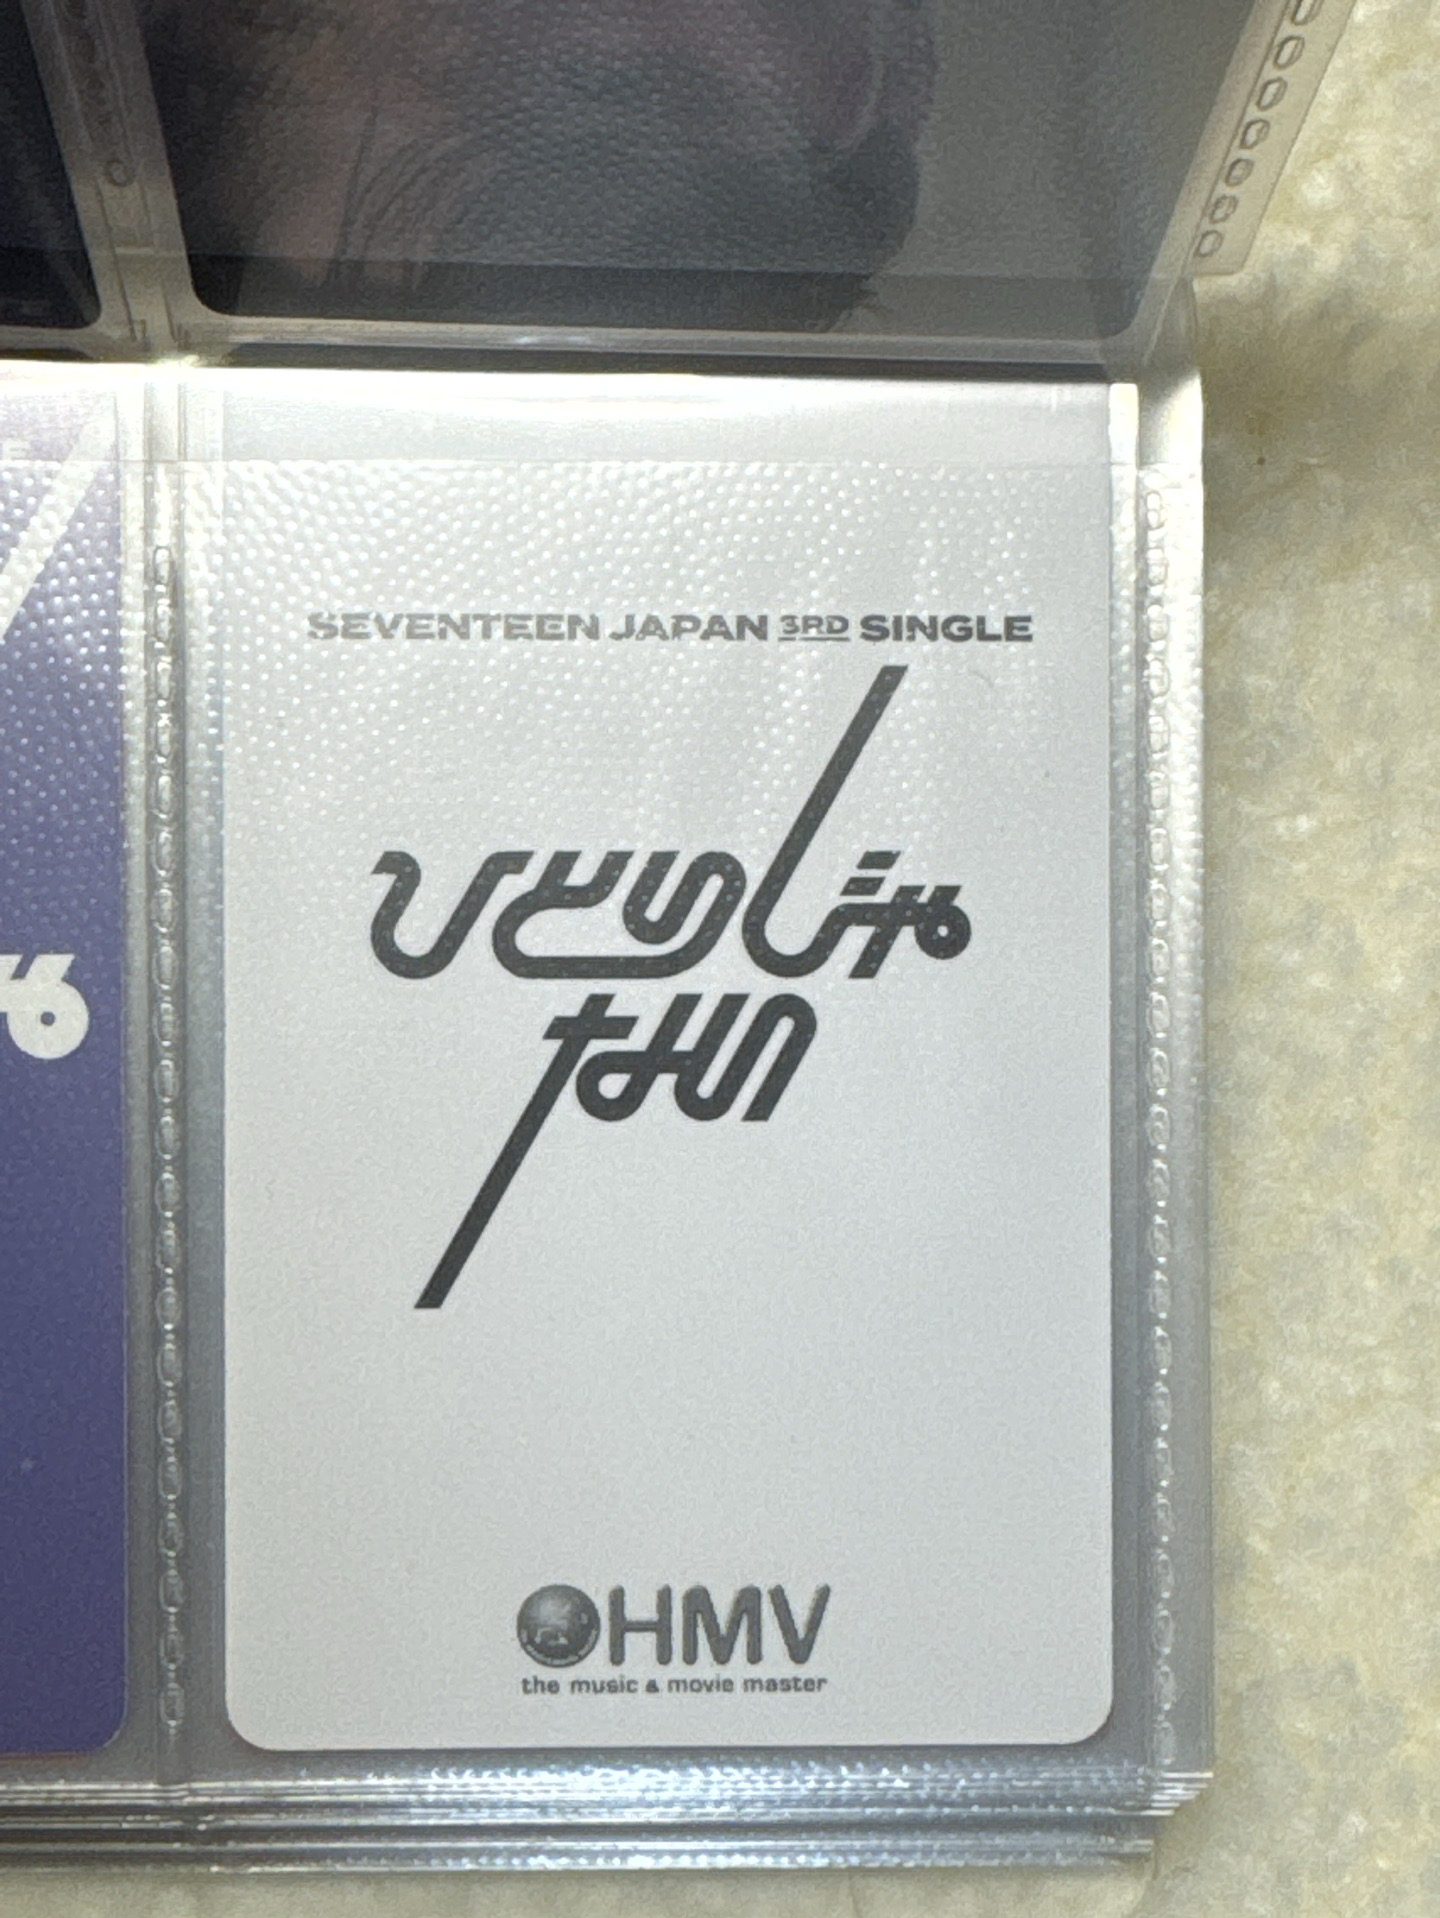 SEVENTEEN JAPAN 3RD SINGLE
ひとりじゃ
ない
HMV
the music & movie master